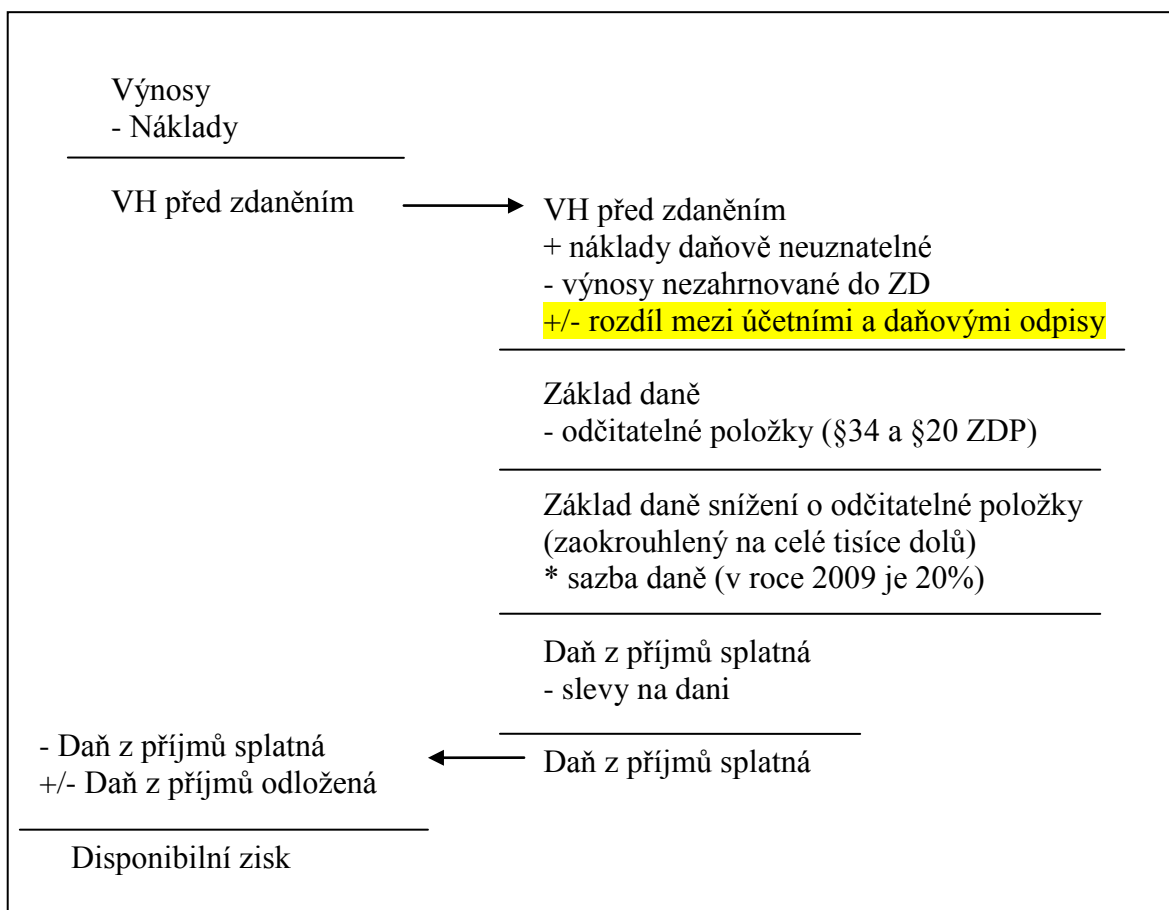 Výnosy
- Náklady
VH před zdaněním
VH před zdaněním
+ náklady daňově neuznatelné
- výnosy nezahrnované do ZD
+/- rozdíl mezi účetními a daňovými odpisy
Základ daně
- odčitatelné položky (§34 a §20 ZDP)
Základ daně snížení o odčitatelné položky
(zaokrouhlený na celé tisíce dolů)
* sazba daně (v roce 2009 je 20%)
Daň z příjmů splatná
- slevy na dani
Daň z příjmů splatná
- Daň z příjmů splatná
+/- Daň z příjmů odložená
Disponibilní zisk